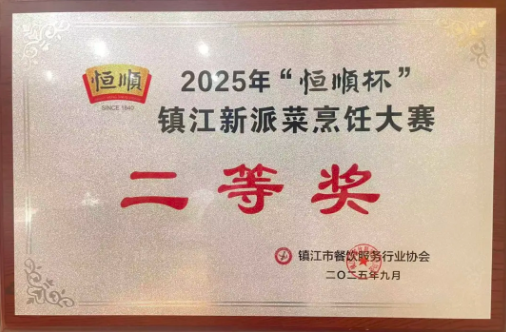 恒順
SINCE 1840
2025年“恒順杯”
镇江新派菜烹饪大赛
二等奖
镇江市餐饮服务行业协会
二〇二五年九月